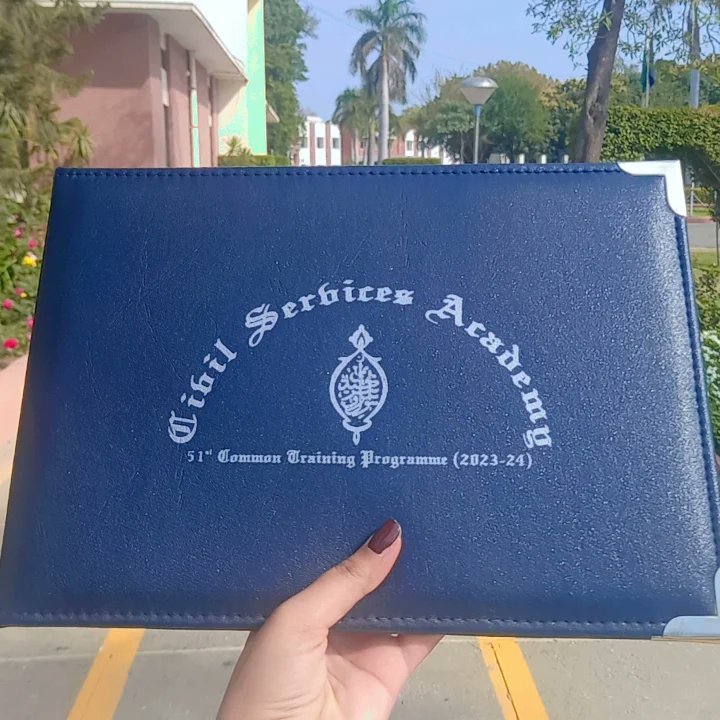 Civil Services Academy
51st Common Training Programme (2023-24)